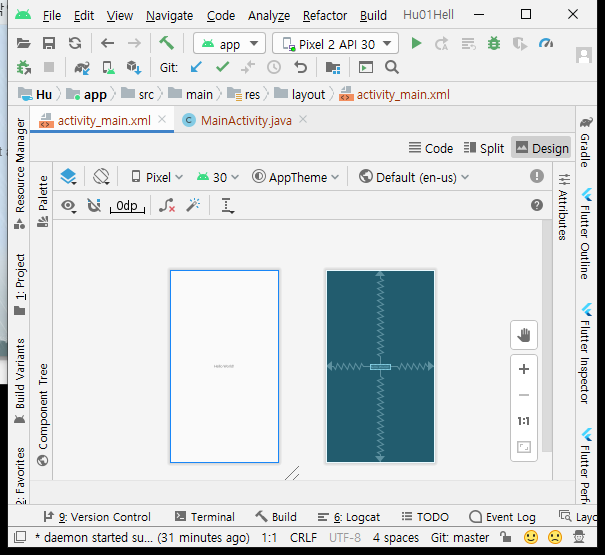 File Edit View Navigate Code Analyze Refactor Build Hu01Hell
app Pixel 2 API 30
Git:
Hu app src main res layout activity_main.xml
activity_main.xml MainActivity.java
Code Split Design
Pixel 30 AppTheme Default (en-us)
0dp
Resource Manager
1: Project
Build Variants
2: Favorites
Palette
Component Tree
Hello World!
1:1
Attributes
Gradle
Flutter Outline
Flutter Inspector
Flutter Perf
9: Version Control Terminal Build 6: Logcat TODO Event Log Layo
* daemon started su... (31 minutes ago) 1:1 CRLF UTF-8 4 spaces Git: master